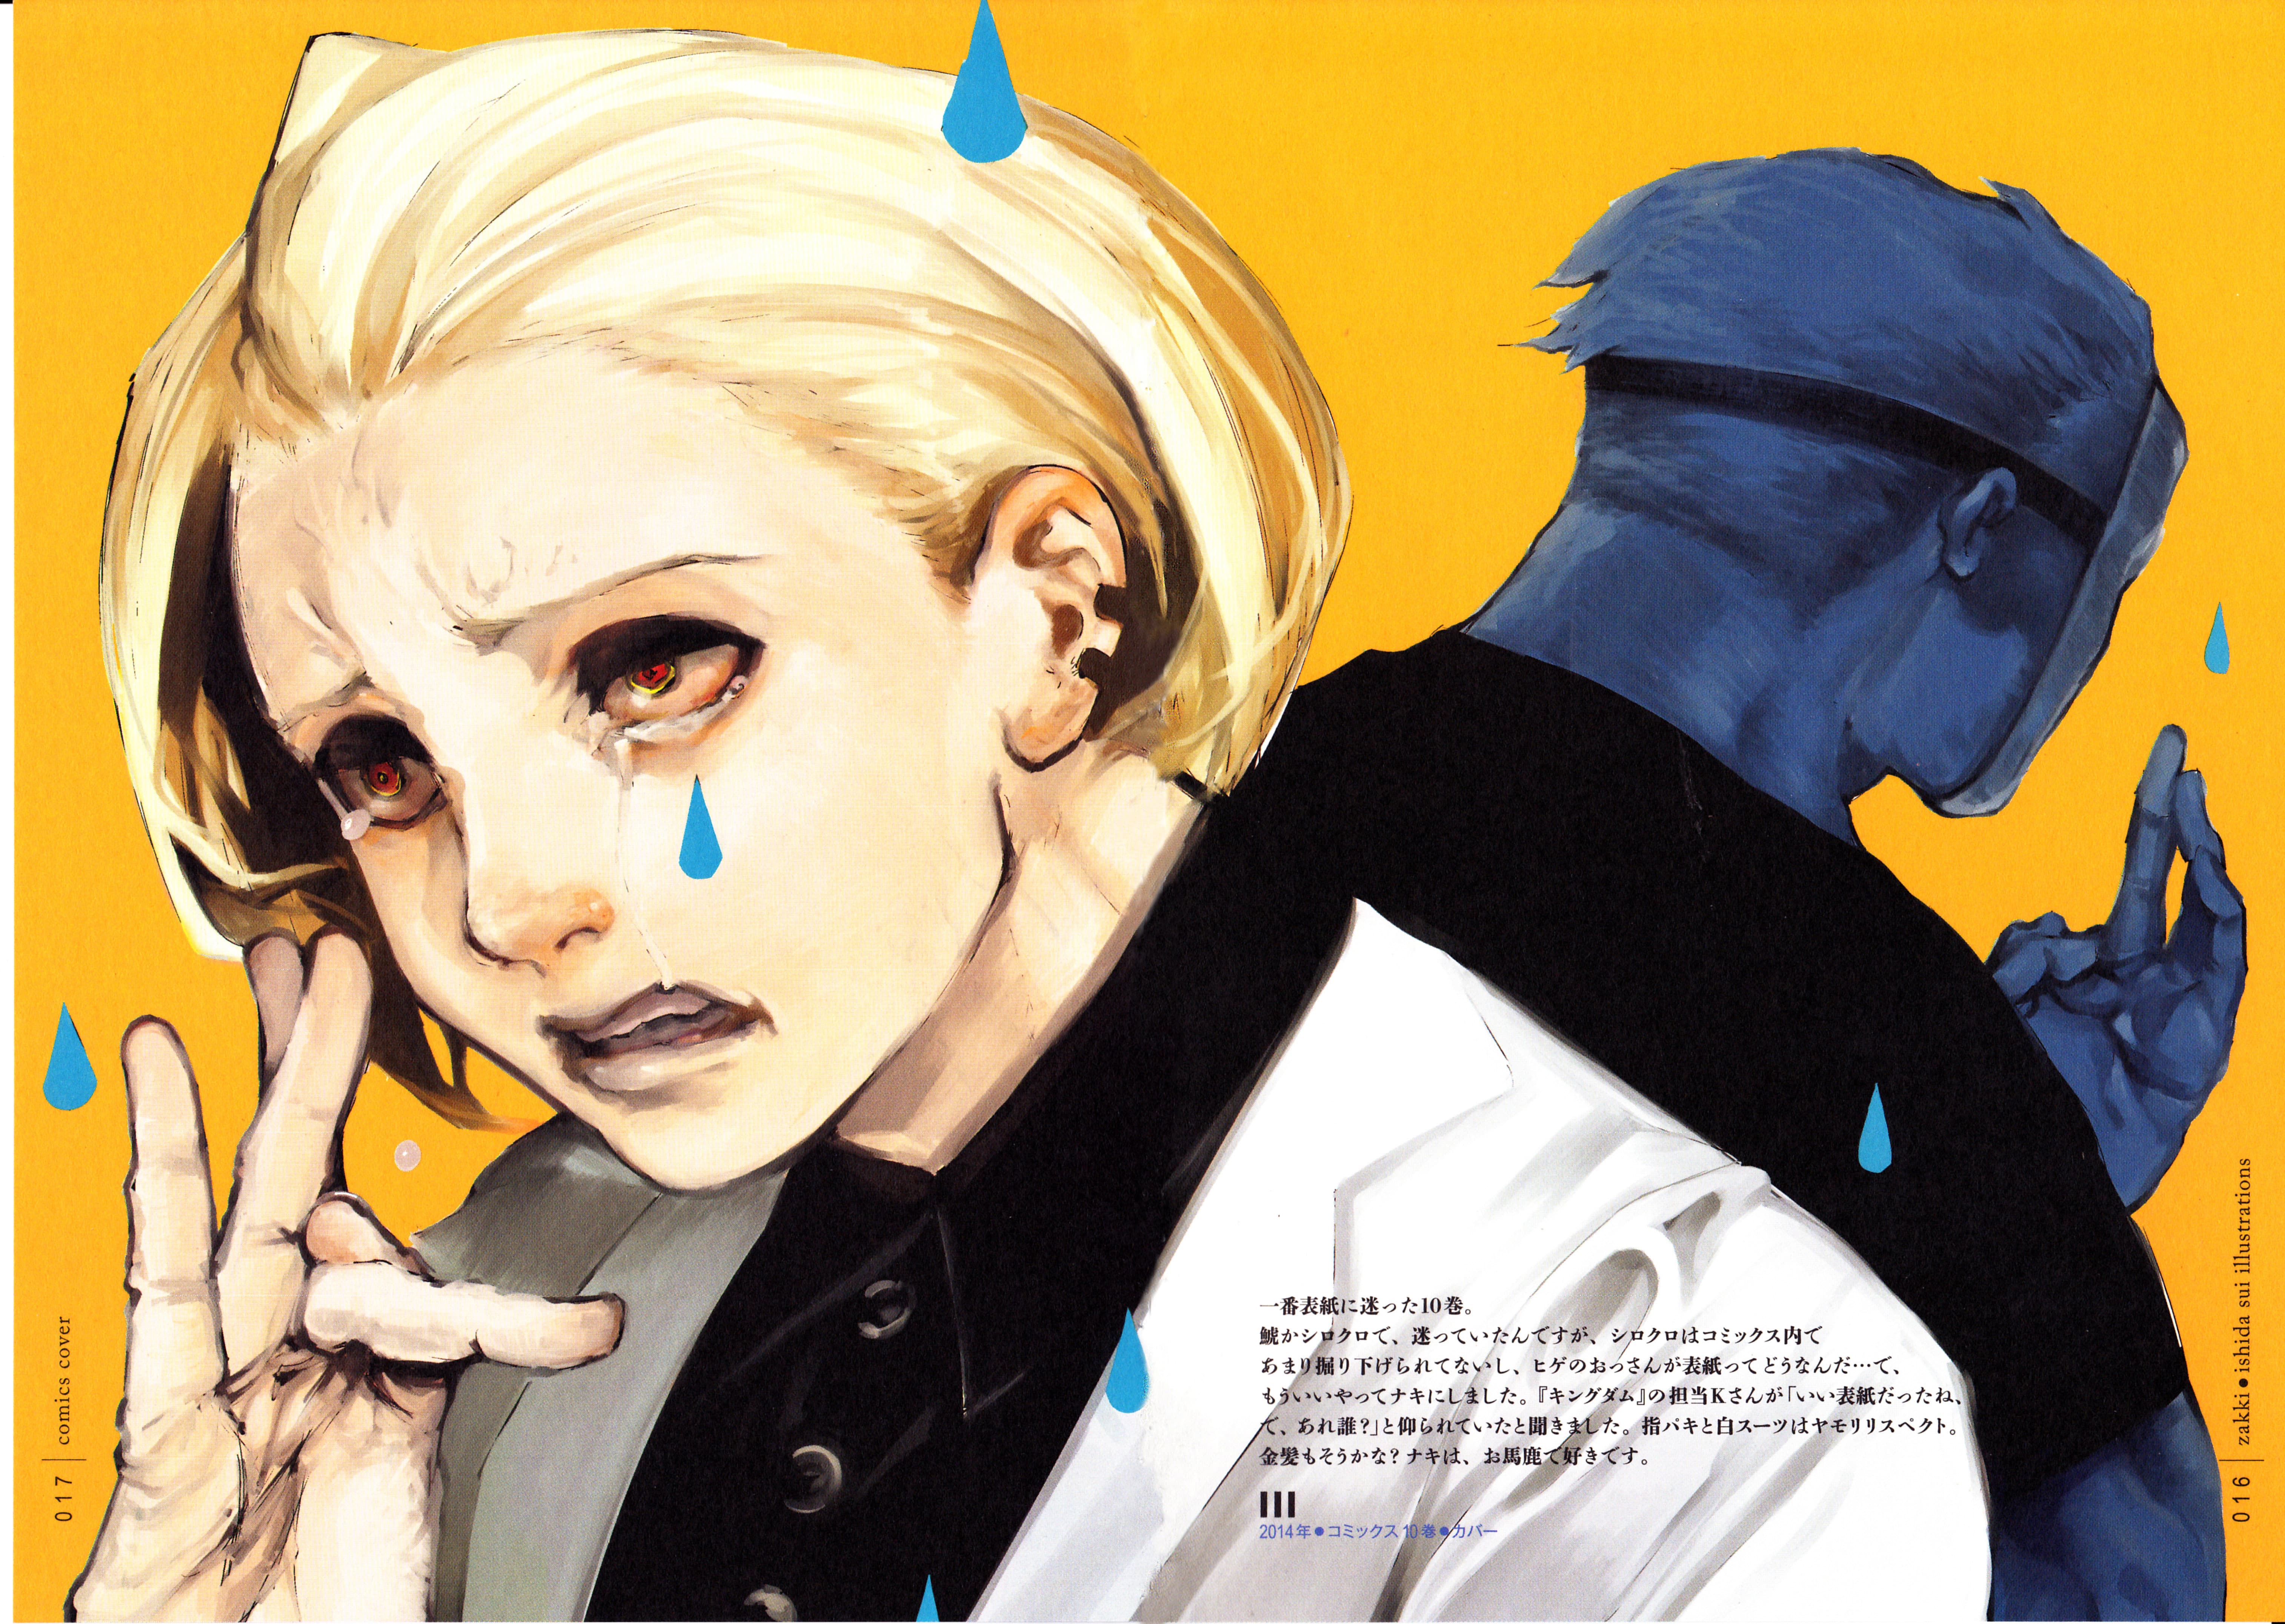 一番表紙に迷った10巻。
鯱かシロクロで、迷っていたんですが、シロクロはコミックス内で
あまり掘り下げられてないし、ヒゲのおっさんが表紙ってどうなんだ…で、
もういいやってナキにしました。『キングダム』の担当Kさんが「いい表紙だったね、
で、あれ誰?」と仰られていたと聞きました。指パキと白スーツはヤモリリスペクト。
金髪もそうかな? ナキは、お馬鹿で好きです。
2014年●コミックス10巻●カバー
017 | comics cover
016 | zakki●ishida sui illustrations